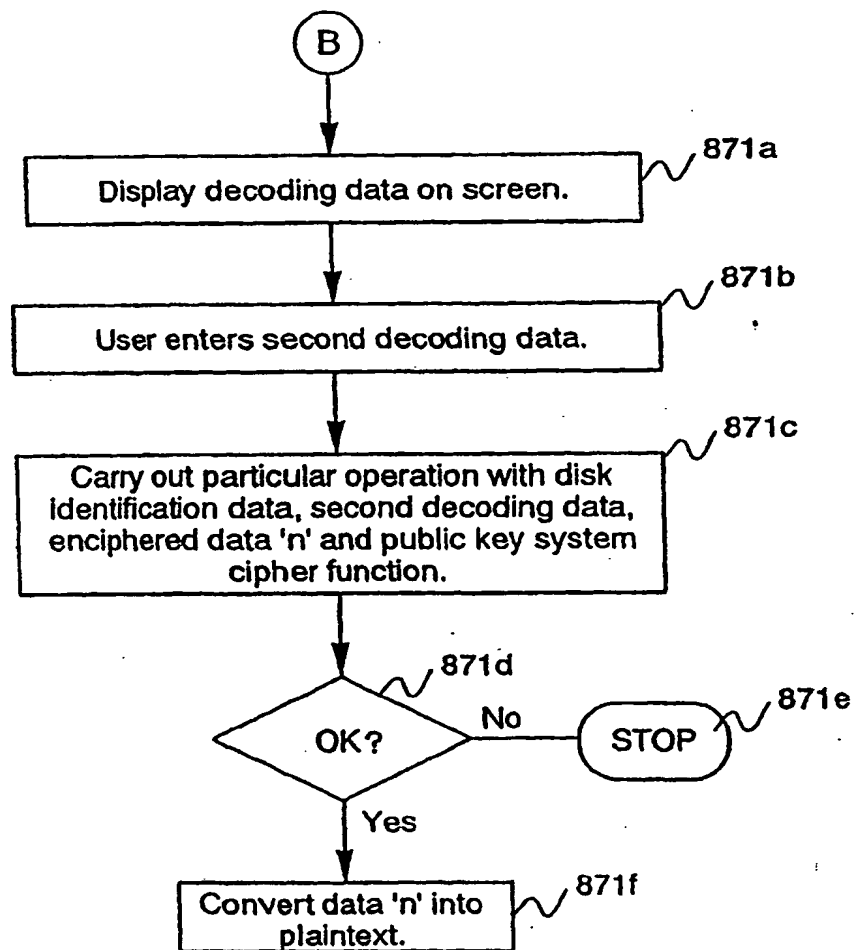 B
871a
Display decoding data on screen.
871b
User enters second decoding data.
871c
Carry out particular operation with disk
identification data, second decoding data,
enciphered data 'n' and public key system
cipher function.
871d
OK?
No
871e
STOP
Yes
871f
Convert data 'n' into
plaintext.